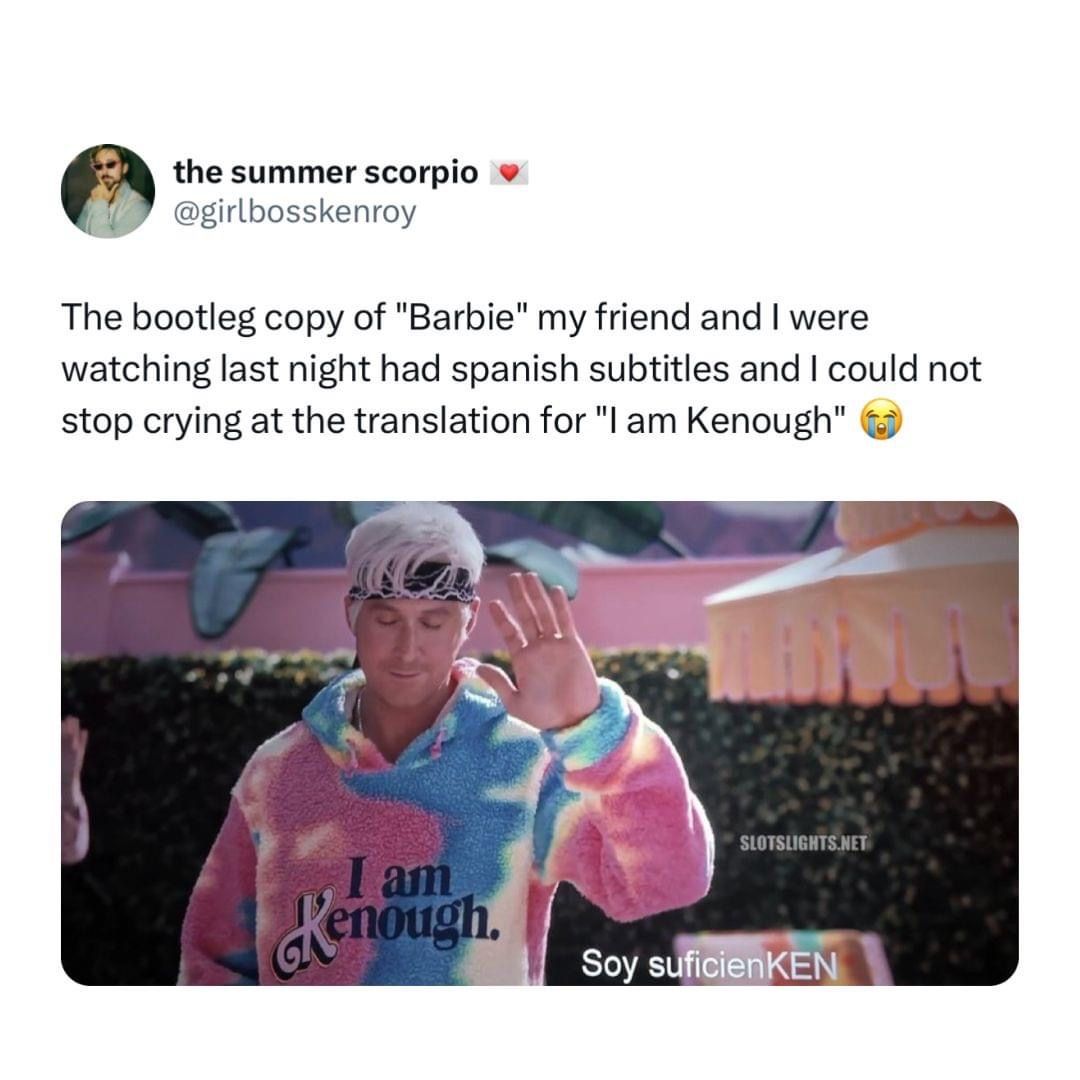 the summer scorpio 💌
@girlbosskenroy
The bootleg copy of "Barbie" my friend and I were
watching last night had spanish subtitles and I could not
stop crying at the translation for "I am Kenough" 😭
SLOTSLIGHTS.NET
I am
Kenough.
Soy suficienKEN